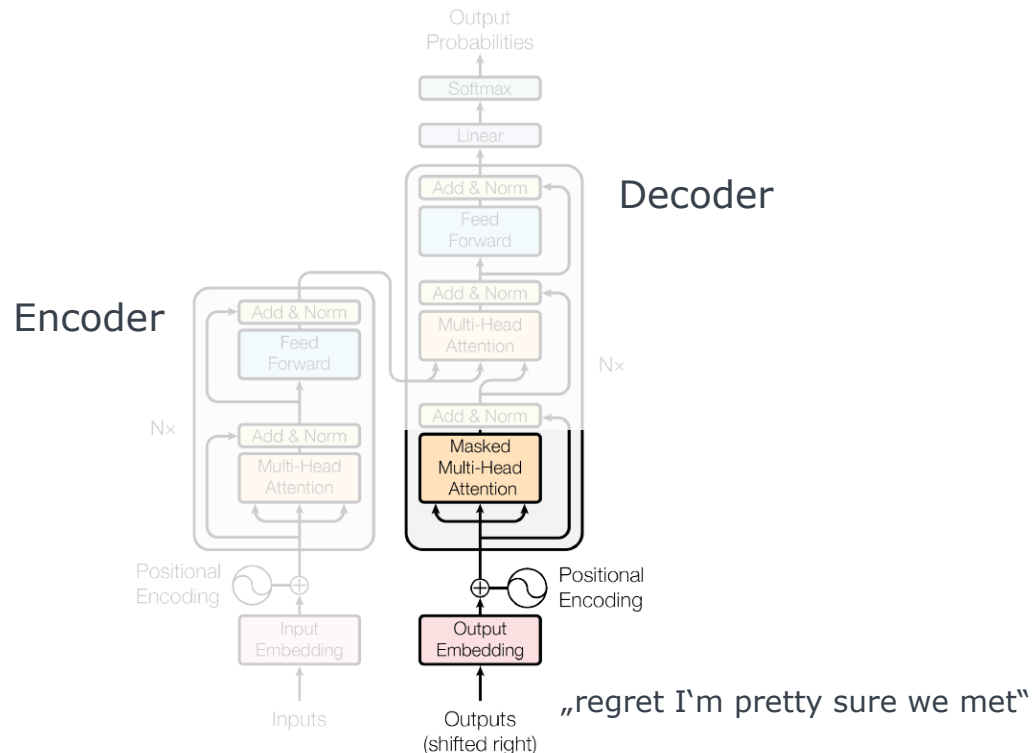 Output
Probabilities
Softmax
Linear
Decoder
Add & Norm
Feed
Forward
Add & Norm
Multi-Head
Attention
N×
Add & Norm
Masked
Multi-Head
Attention
Positional
Encoding
Output
Embedding
Outputs
(shifted right)
„regret I‘m pretty sure we met“
Encoder
Add & Norm
Feed
Forward
N×
Add & Norm
Multi-Head
Attention
Positional
Encoding
Input
Embedding
Inputs